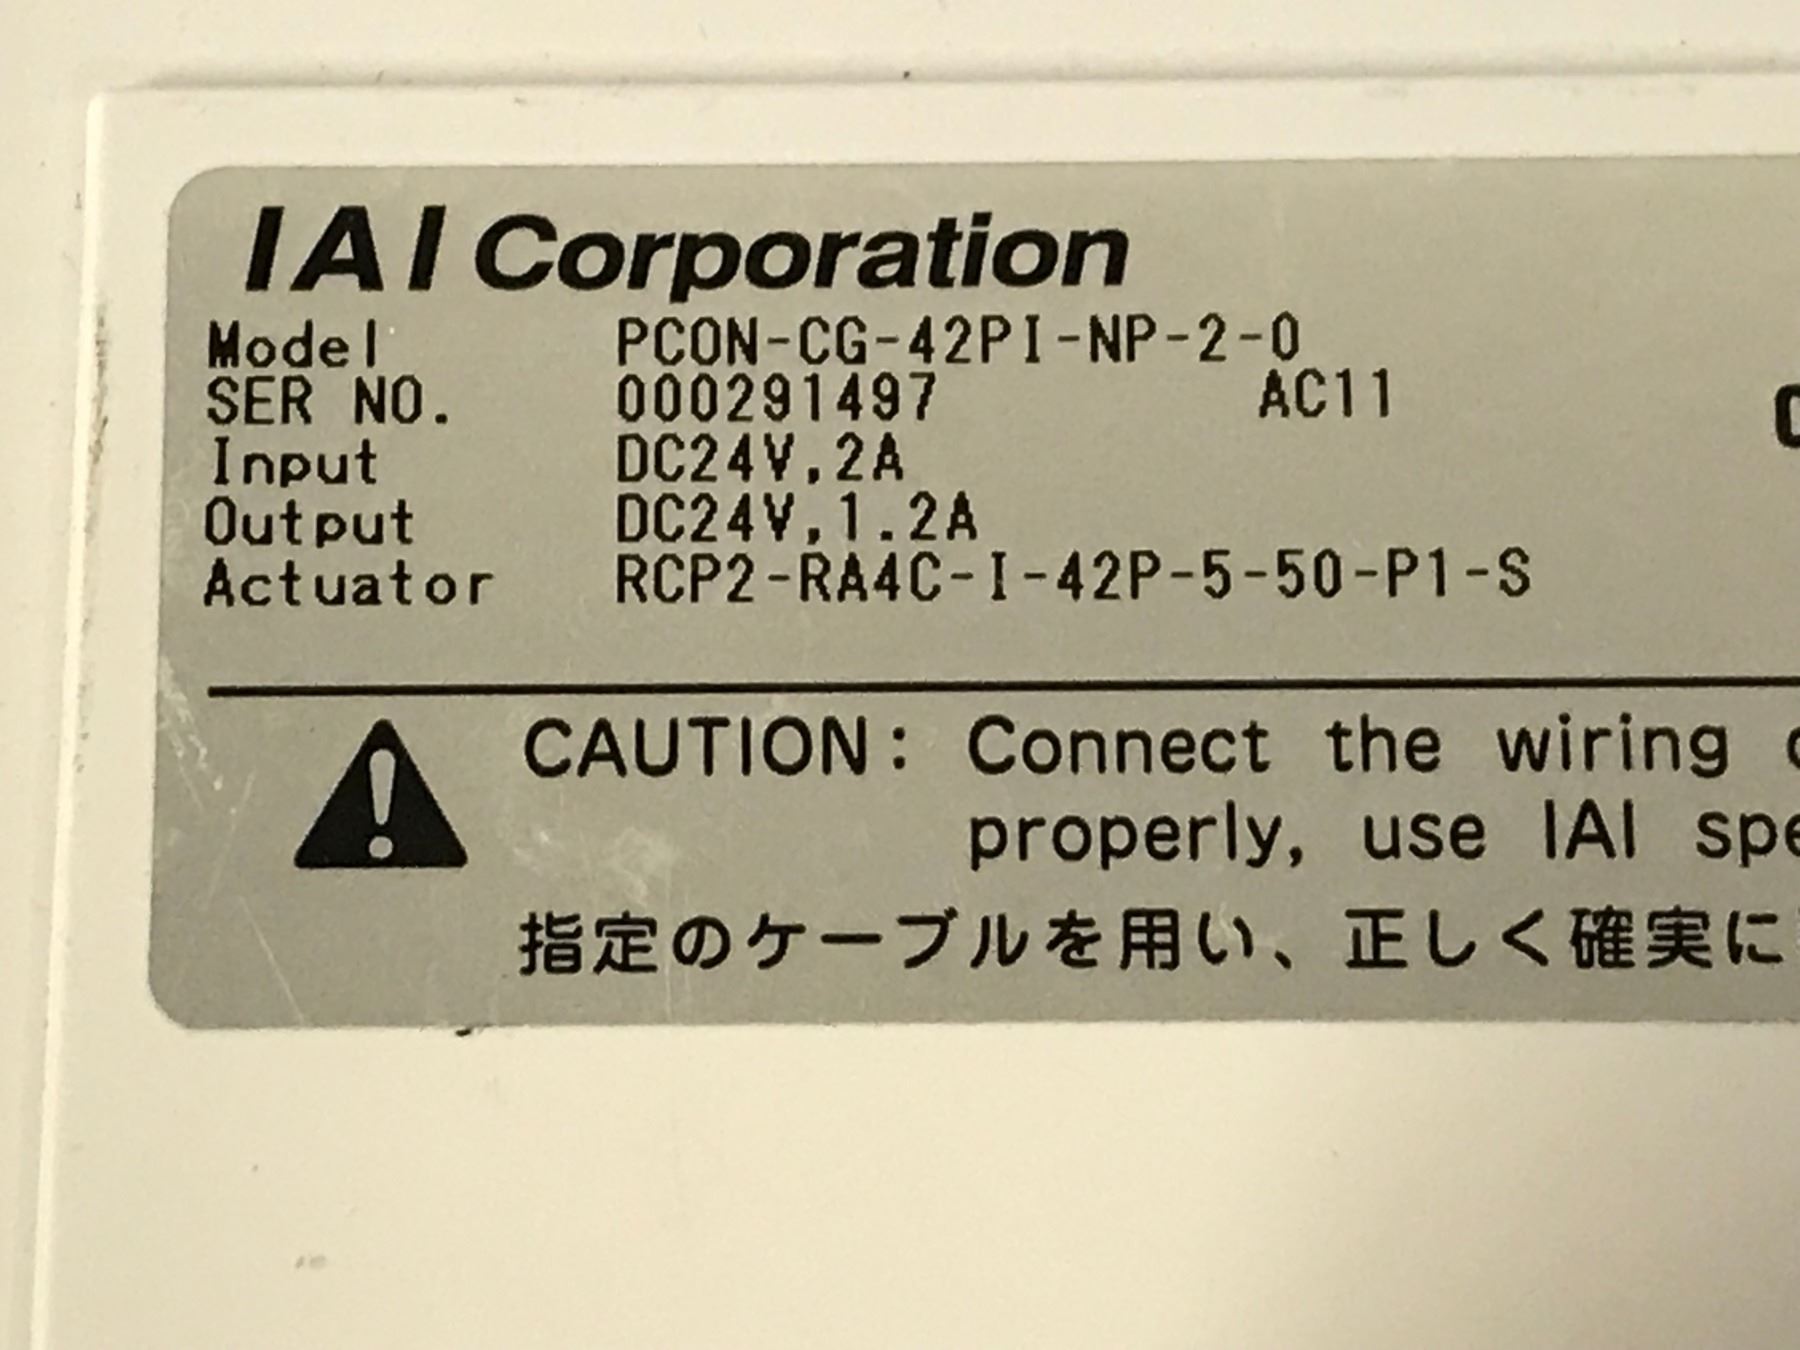 IAI Corporation
Model PCON-CG-42PI-NP-2-0
SER NO. 000291497 AC11
Input DC24V,2A
Output DC24V,1.2A
Actuator RCP2-RA4C-I-42P-5-50-P1-S
CAUTION: Connect the wiring
properly, use IAI spe
指定のケーブルを用い、正しく確実に